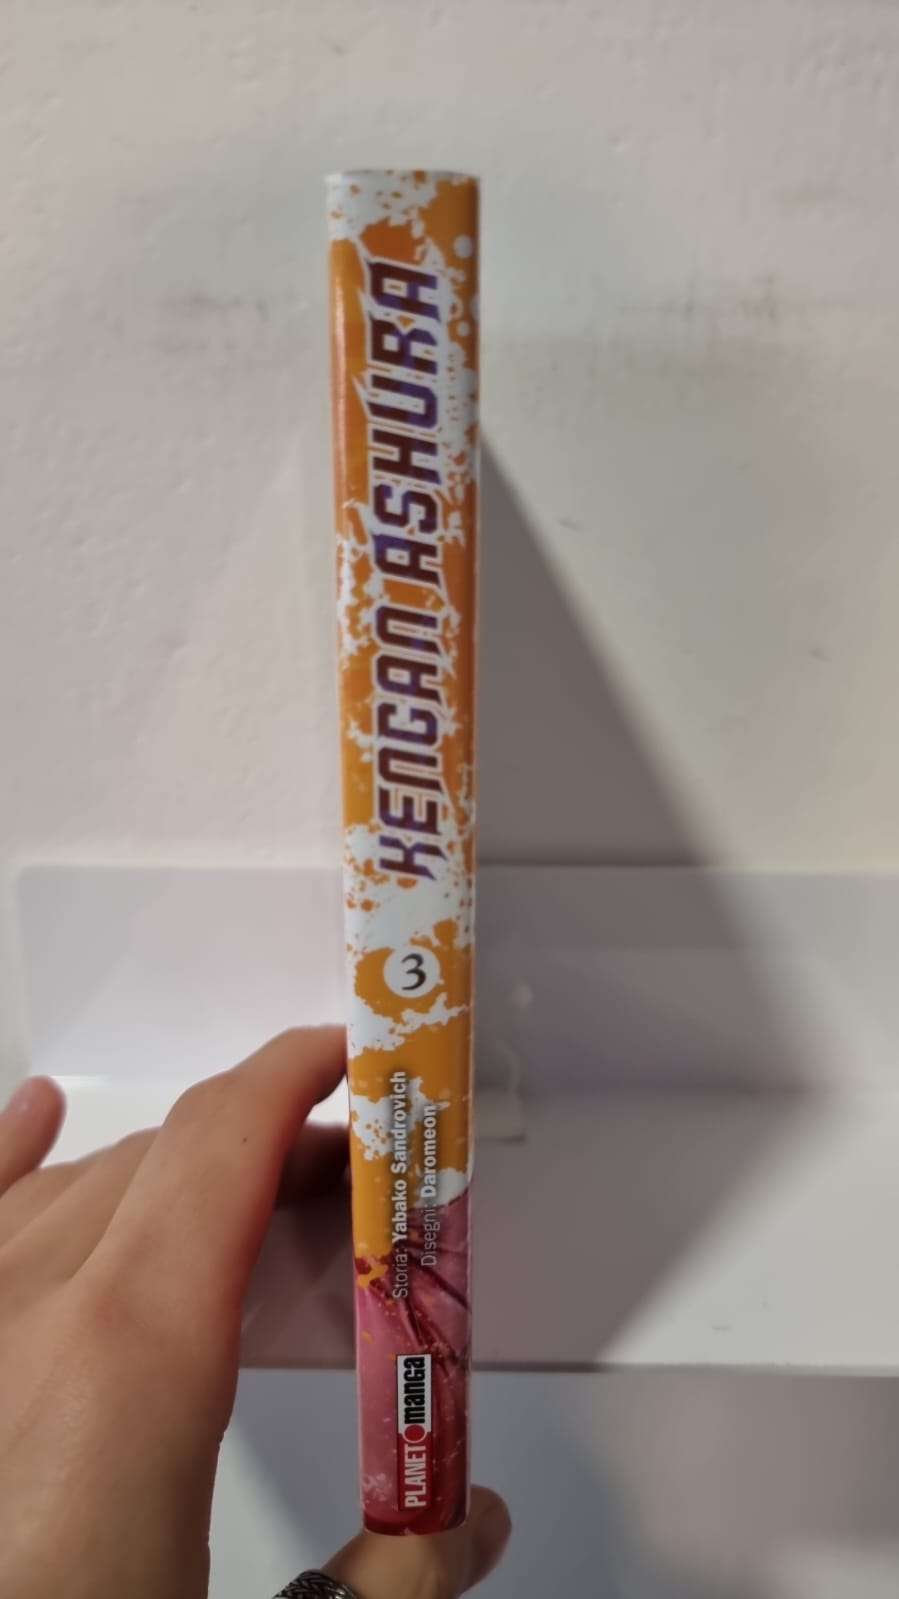 KENGAN ASHURA
3
Storia: Yabako Sandrovich
Disegni: Daromeon
PLANET manga